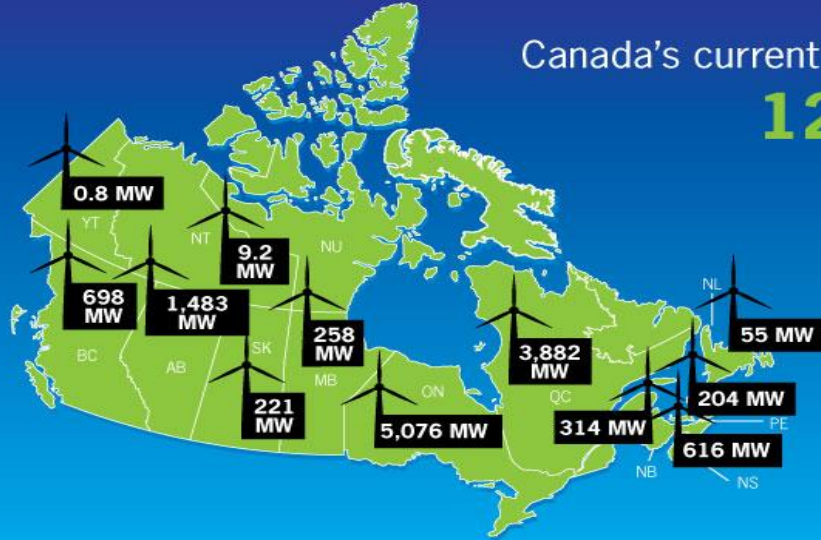 Canada's current
12
0.8 MW
YT
NT
9.2
MW
NU
698
MW
1,483
MW
258
MW
3,882
MW
NL
55 MW
BC
AB
SK
MB
ON
QC
221
MW
5,076 MW
314 MW
204 MW
PE
616 MW
NB
NS